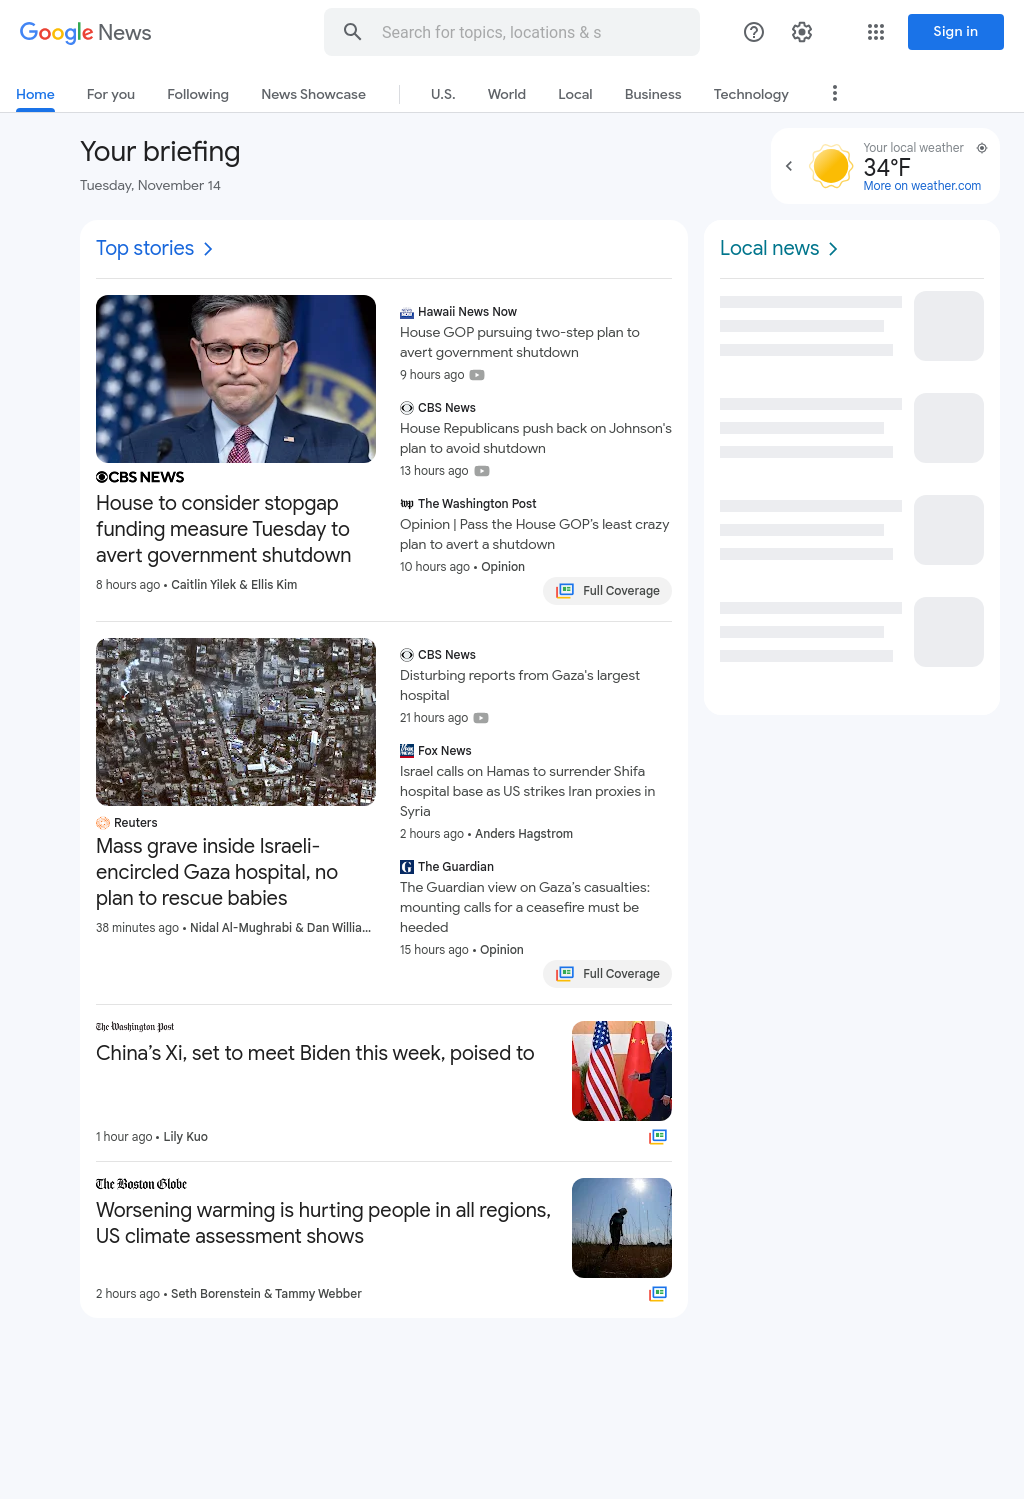 Google News
Search for topics, locations & s
Sign in
Home
For you
Following
News Showcase
U.S.
World
Local
Business
Technology
Your briefing
Tuesday, November 14
Your local weather
34°F
More on weather.com
Top stories
CBS NEWS
House to consider stopgap
funding measure Tuesday to
avert government shutdown
8 hours ago • Caitlin Yilek & Ellis Kim
Hawaii News Now
House GOP pursuing two-step plan to
avert government shutdown
9 hours ago
CBS News
House Republicans push back on Johnson's
plan to avoid shutdown
13 hours ago
wp The Washington Post
Opinion | Pass the House GOP’s least crazy
plan to avert a shutdown
10 hours ago • Opinion
Full Coverage
Reuters
Mass grave inside Israeli-
encircled Gaza hospital, no
plan to rescue babies
38 minutes ago • Nidal Al-Mughrabi & Dan Willia...
CBS News
Disturbing reports from Gaza's largest
hospital
21 hours ago
Fox News
Israel calls on Hamas to surrender Shifa
hospital base as US strikes Iran proxies in
Syria
2 hours ago • Anders Hagstrom
G The Guardian
The Guardian view on Gaza’s casualties:
mounting calls for a ceasefire must be
heeded
15 hours ago • Opinion
Full Coverage
The Washington Post
China’s Xi, set to meet Biden this week, poised to
1 hour ago • Lily Kuo
The Boston Globe
Worsening warming is hurting people in all regions,
US climate assessment shows
2 hours ago • Seth Borenstein & Tammy Webber
Local news